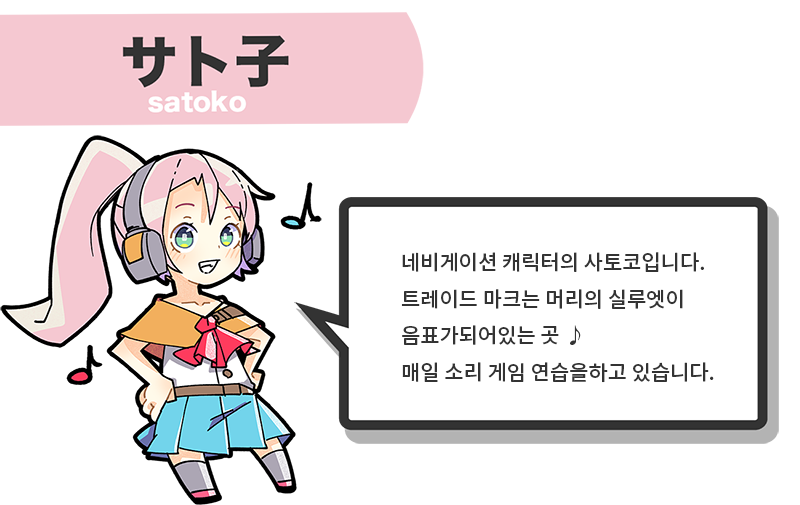 サト子
satoko
네비게이션 캐릭터의 사토코입니다.
트레이드 마크는 머리의 실루엣이
음표가되어있는 곳 ♪
매일 소리 게임 연습을하고 있습니다.